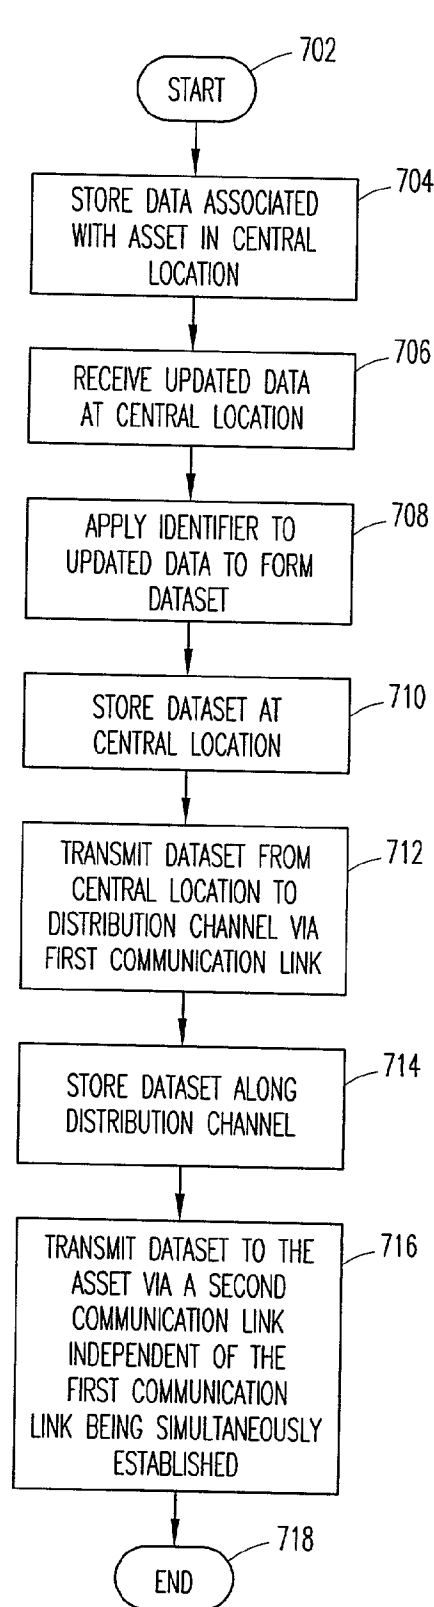 702
START
704
STORE DATA ASSOCIATED
WITH ASSET IN CENTRAL
LOCATION
706
RECEIVE UPDATED DATA
AT CENTRAL LOCATION
708
APPLY IDENTIFIER TO
UPDATED DATA TO FORM
DATASET
710
STORE DATASET AT
CENTRAL LOCATION
712
TRANSMIT DATASET FROM
CENTRAL LOCATION TO
DISTRIBUTION CHANNEL VIA
FIRST COMMUNICATION LINK
714
STORE DATASET ALONG
DISTRIBUTION CHANNEL
716
TRANSMIT DATASET TO THE
ASSET VIA A SECOND
COMMUNICATION LINK
INDEPENDENT OF THE
FIRST COMMUNICATION
LINK BEING SIMULTANEOUSLY
ESTABLISHED
718
END